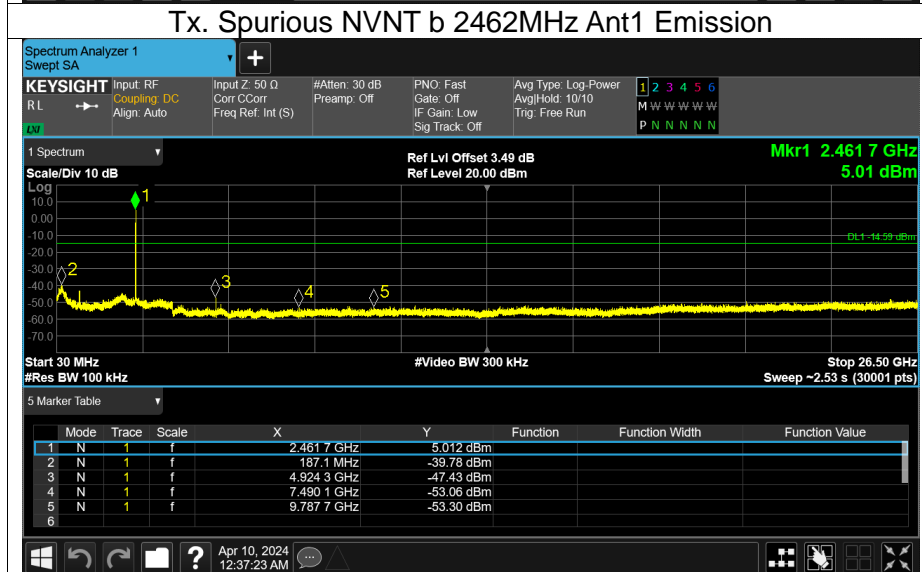 Tx. Spurious NVNT b 2462MHz Ant1 Emission
Spectrum Analyzer 1
Swept SA
+
KEYSIGHT Input: RF Input Z: 50 Ω #Atten: 30 dB PNO: Fast Avg Type: Log-Power 1 2 3 4 5 6
R L Coupling: DC Corr CCorr Preamp: Off Gate: Off Avg|Hold: 10/10 M W W W W W
Align: Auto Freq Ref: Int (S) IF Gain: Low Trig: Free Run
LXI Sig Track: Off P N N N N N
1 Spectrum Ref Lvl Offset 3.49 dB Mkr1 2.461 7 GHz
Scale/Div 10 dB Ref Level 20.00 dBm 5.01 dBm
Log
10.0 1
0.00
-10.0 DL1 -14.59 dBm
-20.0
-30.0 2
-40.0 3
-50.0 4 5
-60.0
-70.0
Start 30 MHz #Video BW 300 kHz Stop 26.50 GHz
#Res BW 100 kHz Sweep ~2.53 s (30001 pts)
5 Marker Table
Mode Trace Scale X Y Function Function Width Function Value
1 N 1 f 2.461 7 GHz 5.012 dBm
2 N 1 f 187.1 MHz -39.78 dBm
3 N 1 f 4.924 3 GHz -47.43 dBm
4 N 1 f 7.490 1 GHz -53.06 dBm
5 N 1 f 9.787 7 GHz -53.30 dBm
6
? Apr 10, 2024
12:37:23 AM